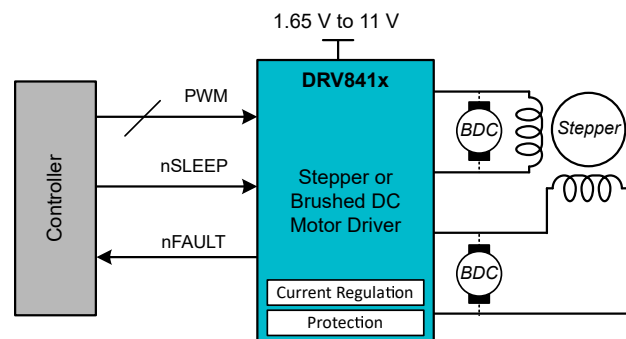 1.65 V to 11 V
DRV841x
PWM
nSLEEP
nFAULT
Controller
Stepper or
Brushed DC
Motor Driver
Current Regulation
Protection
BDC
Stepper
BDC